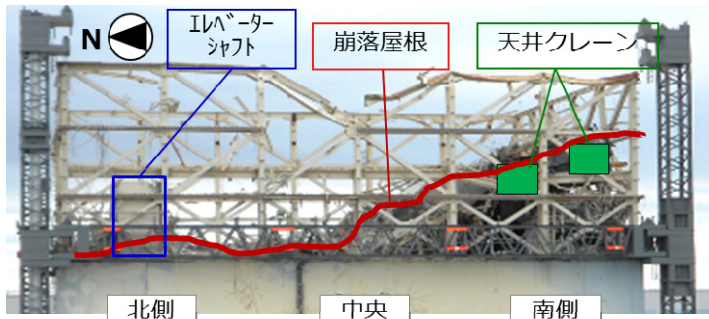 N
ｴﾚﾍﾞｰﾀｰ
ｼｬﾌﾄ
崩落屋根
天井クレーン
北側
中央
南側